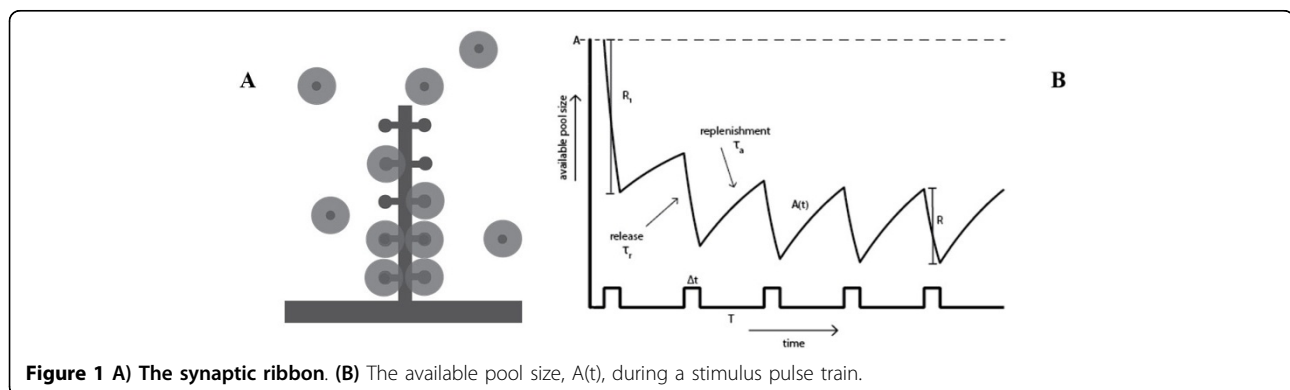 A
B
A
available pool size
R₁
replenishment
τₐ
A(t)
release
τᵣ
R
Δt
T
time
Figure 1 A) The synaptic ribbon. (B) The available pool size, A(t), during a stimulus pulse train.